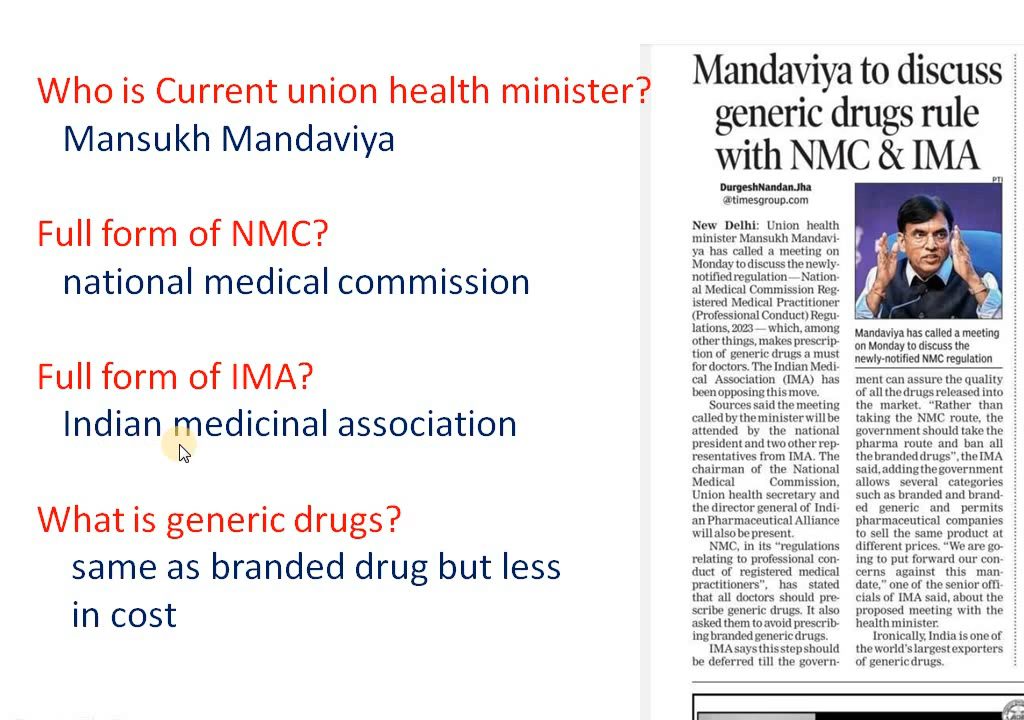 Who is Current union health minister?
Mansukh Mandaviya
Full form of NMC?
national medical commission
Full form of IMA?
Indian medicinal association
What is generic drugs?
same as branded drug but less
in cost
Mandaviya to discuss
generic drugs rule
with NMC & IMA
DurgeshNandan.Jha
@timesgroup.com
New Delhi: Union health
minister Mansukh Mandavi-
ya has called a meeting on
Monday to discuss the newly-
notified regulation — Nation-
al Medical Commission Reg-
istered Medical Practitioner
(Professional Conduct) Regu-
lations, 2023 — which, among
other things, makes prescrip-
tion of generic drugs a must
for doctors. The Indian Medi-
cal Association (IMA) has
been opposing this move.
Sources said the meeting
called by the minister will be
attended by the national
president and two other rep-
resentatives from IMA. The
chairman of the National
Medical Commission,
Union health secretary and
the director general of Indi-
an Pharmaceutical Alliance
will also be present.
NMC, in its "regulations
relating to professional con-
duct of registered medical
practitioners", has stated
that all doctors should pre-
scribe generic drugs. It also
asked them to avoid prescrib-
ing branded generic drugs.
IMA says this step should
be deferred till the govern-
PTI
Mandaviya has called a meeting
on Monday to discuss the
newly-notified NMC regulation
ment can assure the quality
of all the drugs released into
the market. "Rather than
taking the NMC route, the
government should take the
pharma route and ban all
the branded drugs", the IMA
said, adding the government
allows several categories
such as branded and brand-
ed generic and permits
pharmaceutical companies
to sell the same product at
different prices. "We are go-
ing to put forward our con-
cerns against this man-
date," one of the senior offi-
cials of IMA said, about the
proposed meeting with the
health minister.
Ironically, India is one of
the world's largest exporters
of generic drugs.